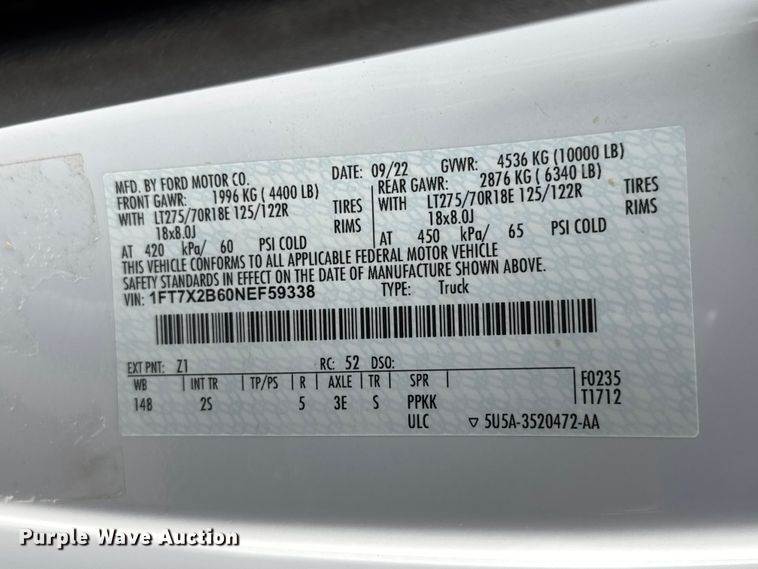 MFD. BY FORD MOTOR CO. DATE: 09/22 GVWR: 4536 KG (10000 LB)
FRONT GAWR: 1996 KG ( 4400 LB) REAR GAWR: 2876 KG ( 6340 LB)
WITH LT275/70R18E 125/122R TIRES WITH LT275/70R18E 125/122R TIRES
18x8.0J RIMS 18x8.0J RIMS
AT 420 kPa/ 60 PSI COLD AT 450 kPa/ 65 PSI COLD
THIS VEHICLE CONFORMS TO ALL APPLICABLE FEDERAL MOTOR VEHICLE
SAFETY STANDARDS IN EFFECT ON THE DATE OF MANUFACTURE SHOWN ABOVE.
VIN: 1FT7X2B60NEF59338 TYPE: Truck
EXT PNT: Z1 RC: 52 DSO:
WB INT TR TP/PS R AXLE TR SPR F0235
148 2S 5 3E S PPKK T1712
ULC ▽ 5U5A-3520472-AA
Purple Wave Auction